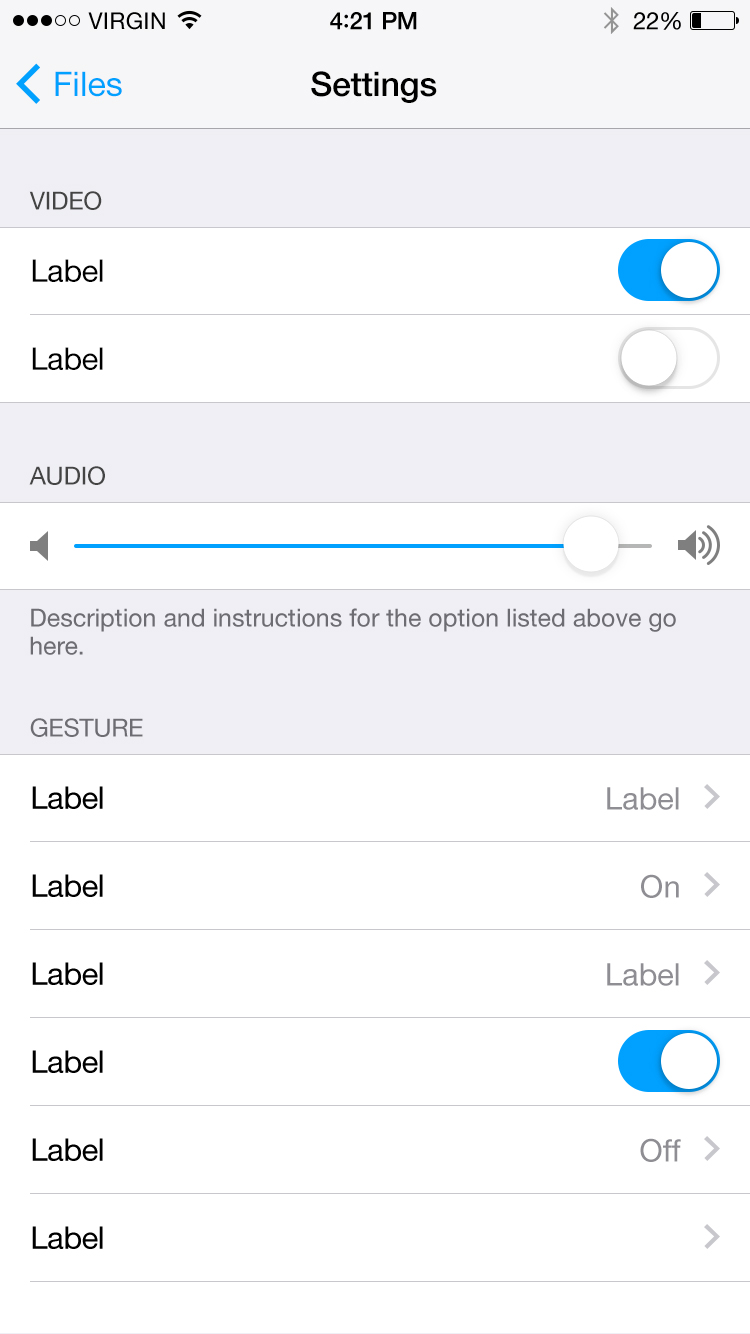 VIRGIN 4:21 PM 22%
Files Settings
VIDEO
Label
Label
AUDIO
Description and instructions for the option listed above go
here.
GESTURE
Label Label
Label On
Label Label
Label
Label Off
Label